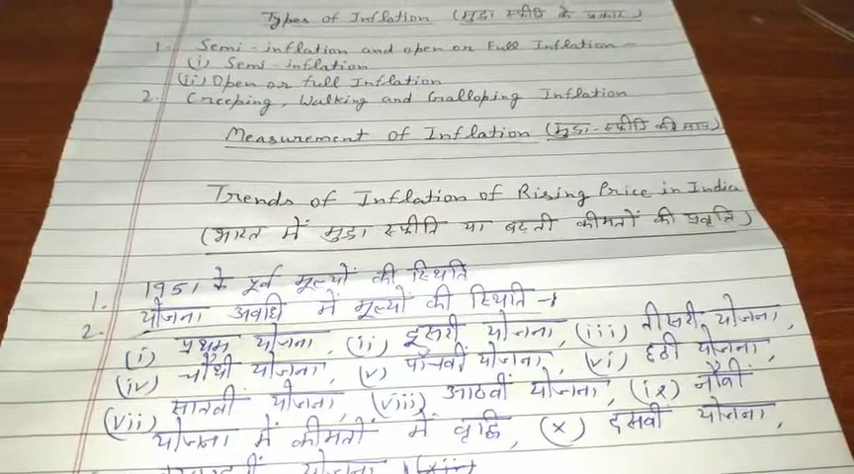 Types of Inflation (मुद्रा स्फीति के प्रकार)
1. Semi-inflation and open or Full Inflation -
(i) Semi-inflation
(ii) Open or full Inflation
2. Creeping, Walking and Galloping Inflation
Measurement of Inflation (मुद्रा-स्फीति की माप)
Trends of Inflation of Rising Price in India
(भारत में मुद्रा स्फीति या बढ़ती कीमतों की प्रवृति)
1. 1951 के पूर्व मूल्यों की स्थिति
2. योजना अवधि में मूल्यो की स्थिति -
(i) प्रथम योजना, (ii) दूसरी योजना, (iii) तीसरी योजना,
(iv) चौथी योजना, (v) पाँचवी योजना, (vi) छठी योजना,
(vii) सातवी योजना, (viii) आठवीं योजना, (ix) नौवीं
योजना में कीमतों में वृद्धि, (x) दसवी योजना,
योजना